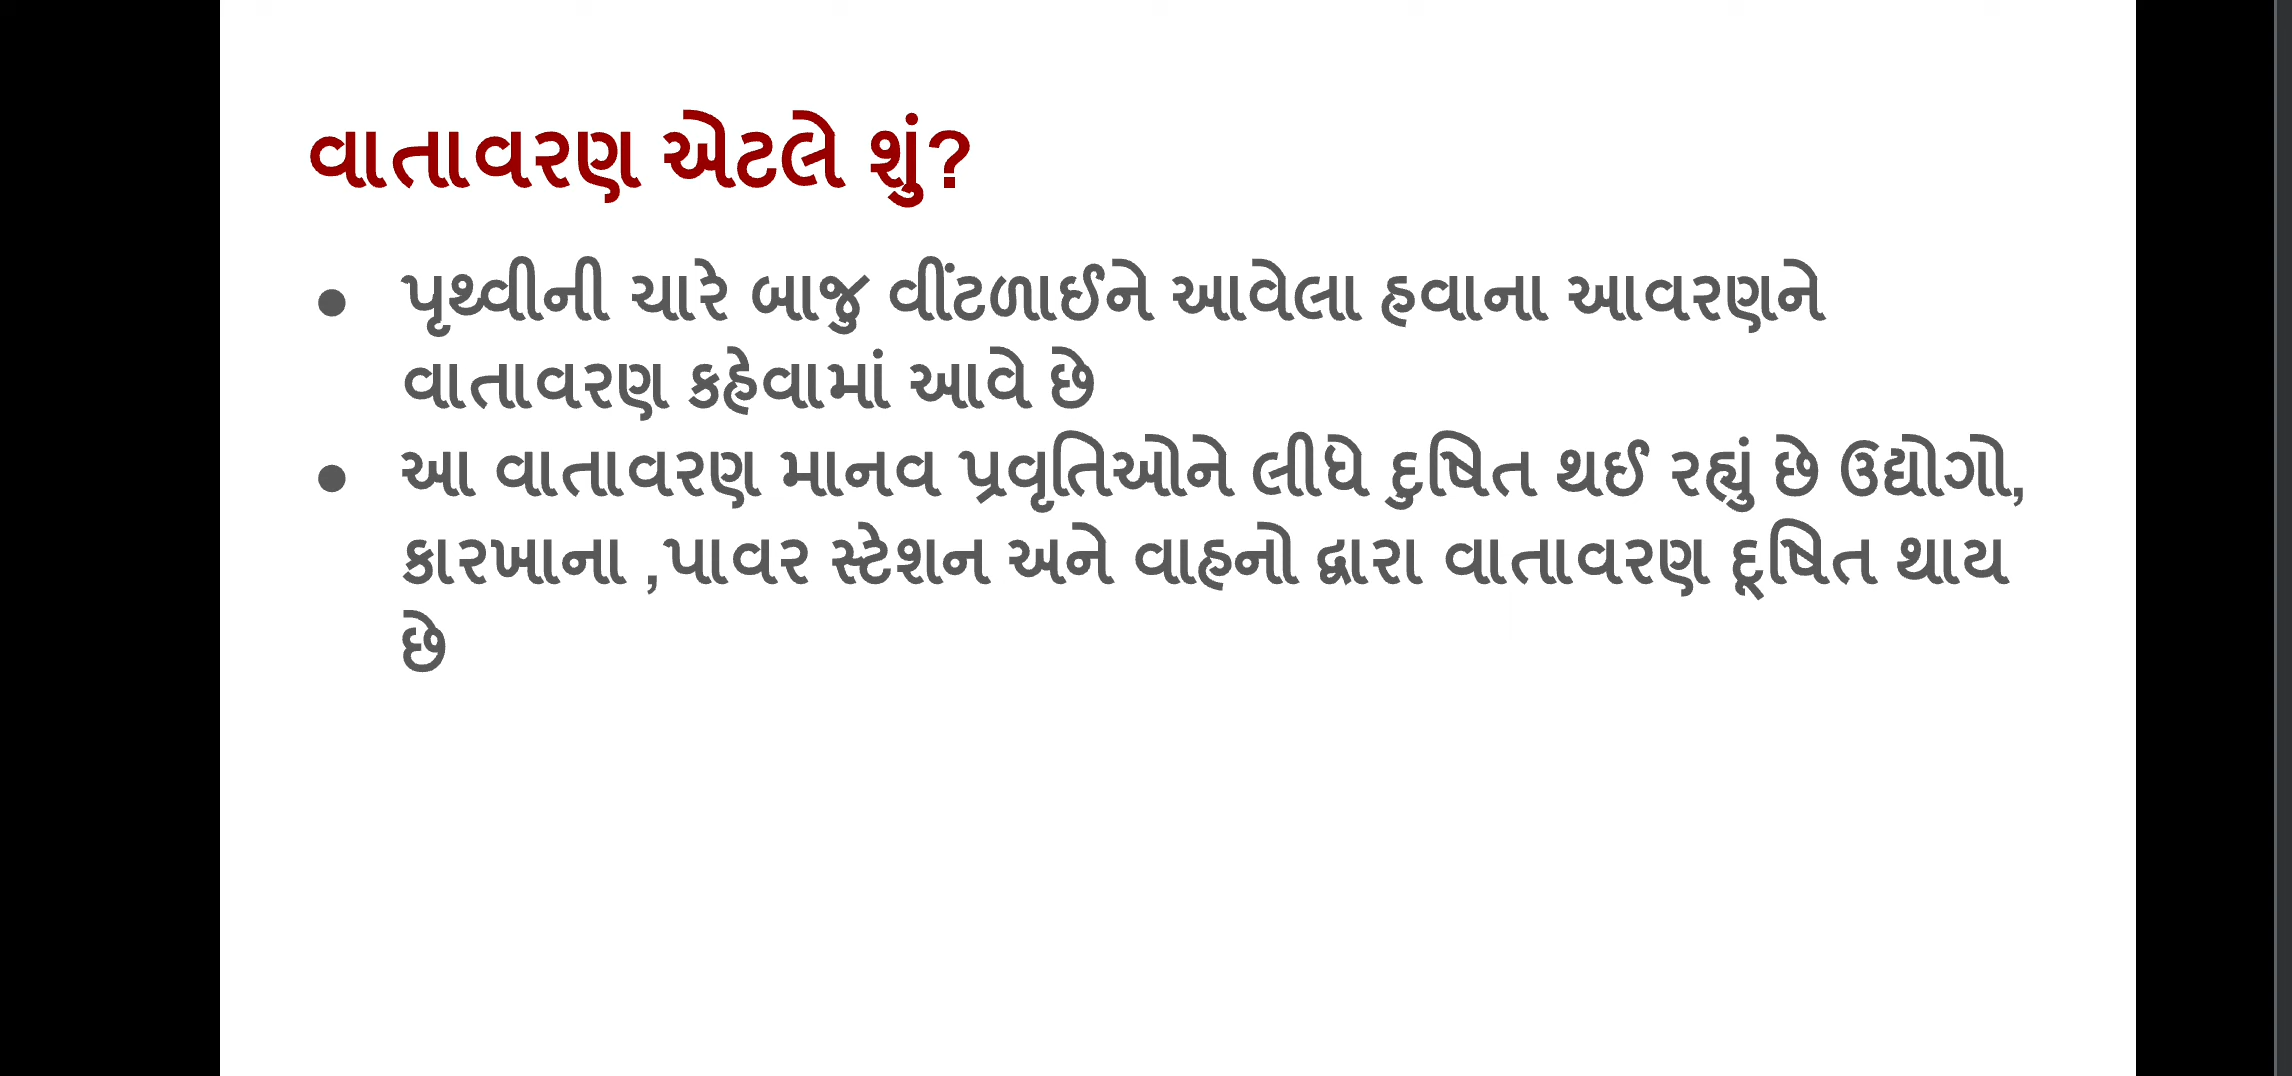 વાતાવરણ એટલે શું?
● પૃથ્વીની ચારે બાજુ વીંટળાઈને આવેલા હવાના આવરણને
વાતાવરણ કહેવામાં આવે છે
● આ વાતાવરણ માનવ પ્રવૃતિઓને લીધે દુષિત થઈ રહ્યું છે ઉદ્યોગો,
કારખાના ,પાવર સ્ટેશન અને વાહનો દ્વારા વાતાવરણ દૂષિત થાય
છે